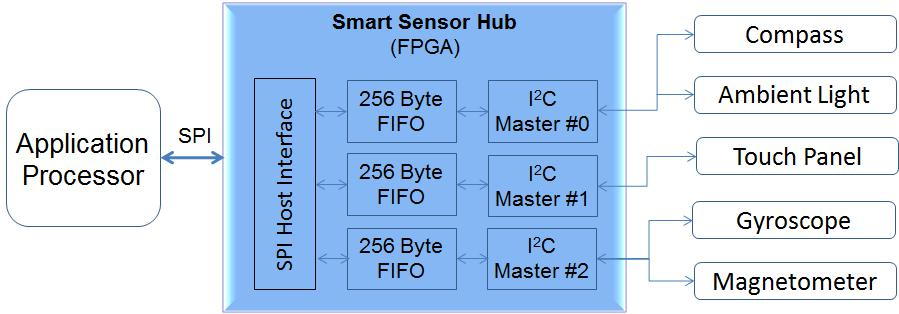 Smart Sensor Hub
(FPGA)
Application
Processor
SPI
SPI Host Interface
256 Byte
FIFO
I²C
Master #0
256 Byte
FIFO
I²C
Master #1
256 Byte
FIFO
I²C
Master #2
Compass
Ambient Light
Touch Panel
Gyroscope
Magnetometer